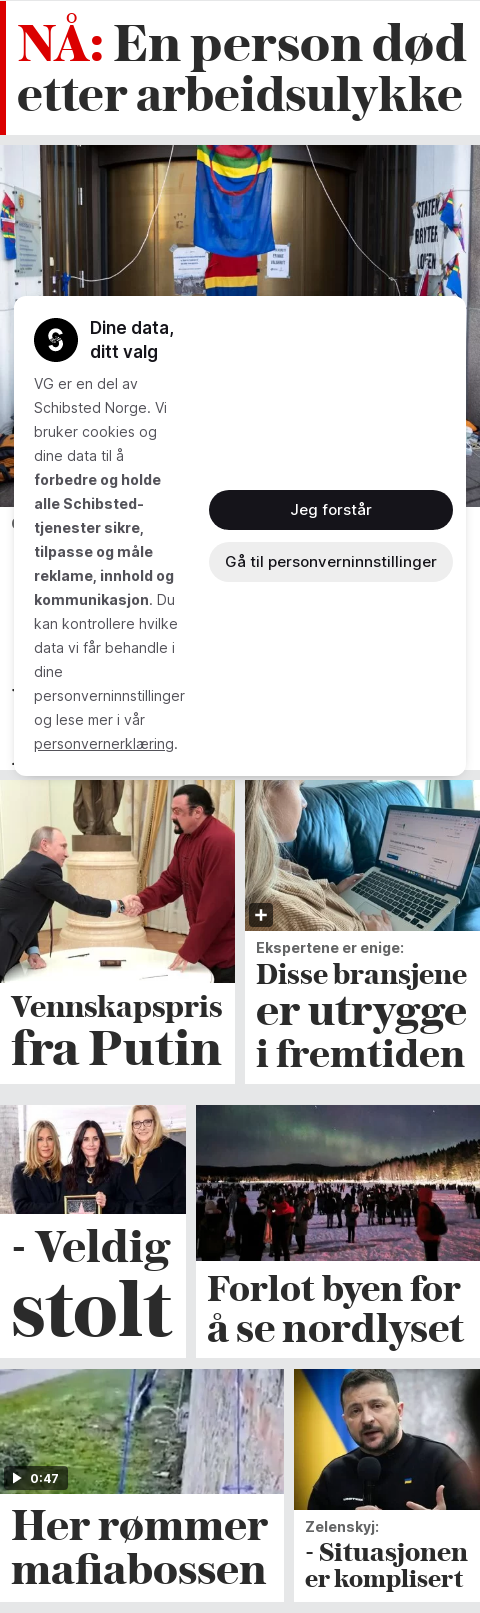 NÅ: En person død
etter arbeidsulykke
STATEN
BRYTER
LOVEN
Dine data,
ditt valg
VG er en del av
Schibsted Norge. Vi
bruker cookies og
dine data til å
forbedre og holde
alle Schibsted-
tjenester sikre,
tilpasse og måle
reklame, innhold og
kommunikasjon. Du
kan kontrollere hvilke
data vi får behandle i
dine
personverninnstillinger
og lese mer i vår
personvernerklæring.
Jeg forstår
Gå til personverninnstillinger
Vennskapspris
fra Putin
Ekspertene er enige:
Disse bransjene
er utrygge
i fremtiden
- Veldig
stolt
Forlot byen for
å se nordlyset
0:47
Her rømmer
mafiabossen
Zelenskyj:
- Situasjonen
er komplisert